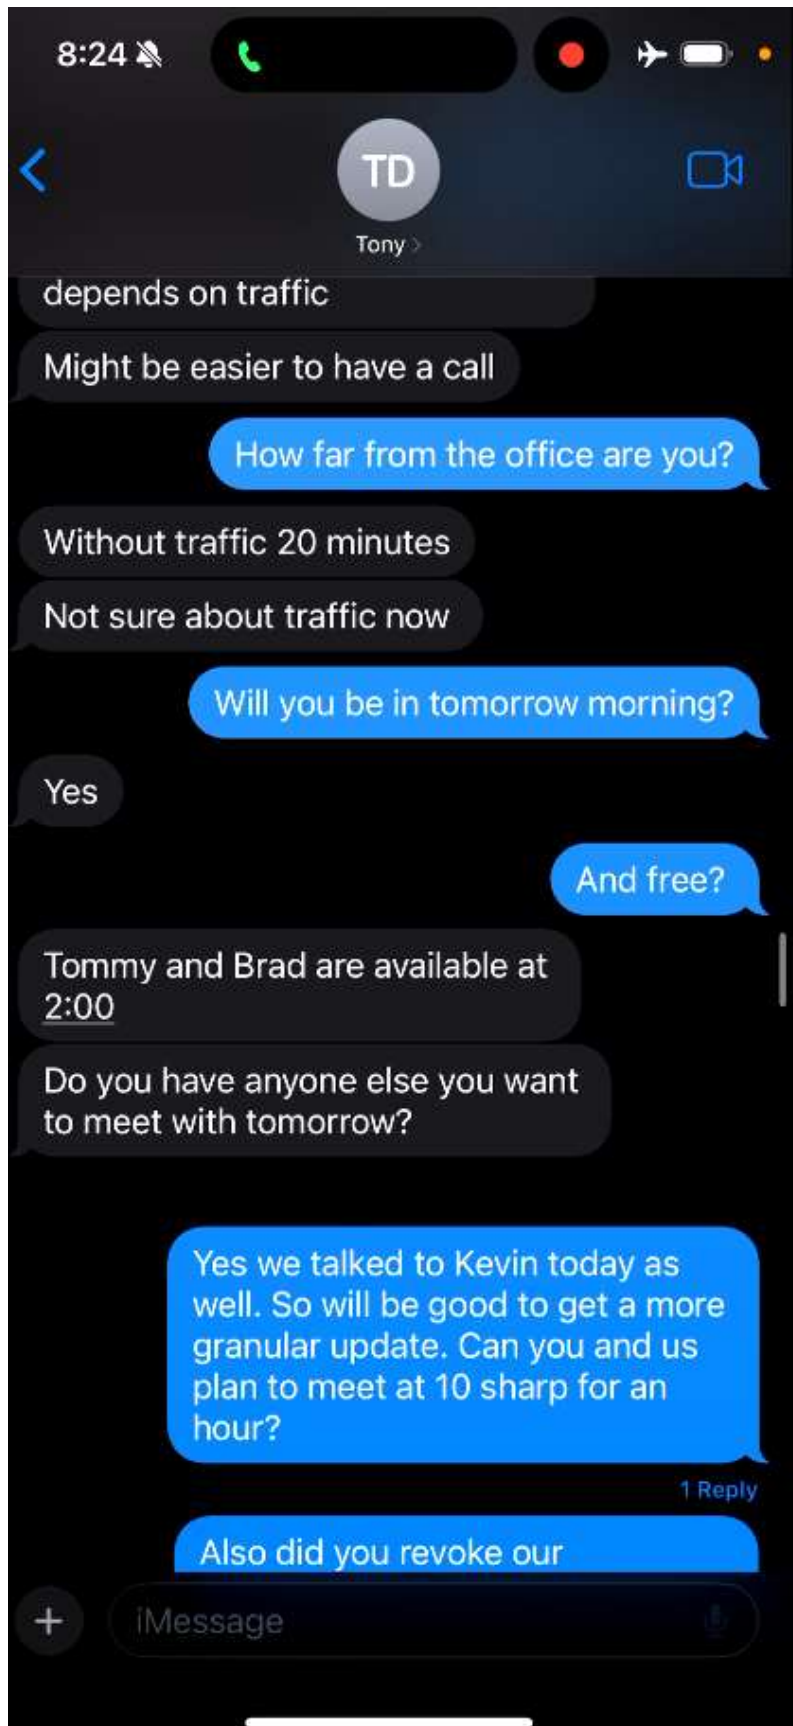 8:24
TD
Tony
depends on traffic
Might be easier to have a call
How far from the office are you?
Without traffic 20 minutes
Not sure about traffic now
Will you be in tomorrow morning?
Yes
And free?
Tommy and Brad are available at
2:00
Do you have anyone else you want
to meet with tomorrow?
Yes we talked to Kevin today as
well. So will be good to get a more
granular update. Can you and us
plan to meet at 10 sharp for an
hour?
1 Reply
Also did you revoke our
iMessage